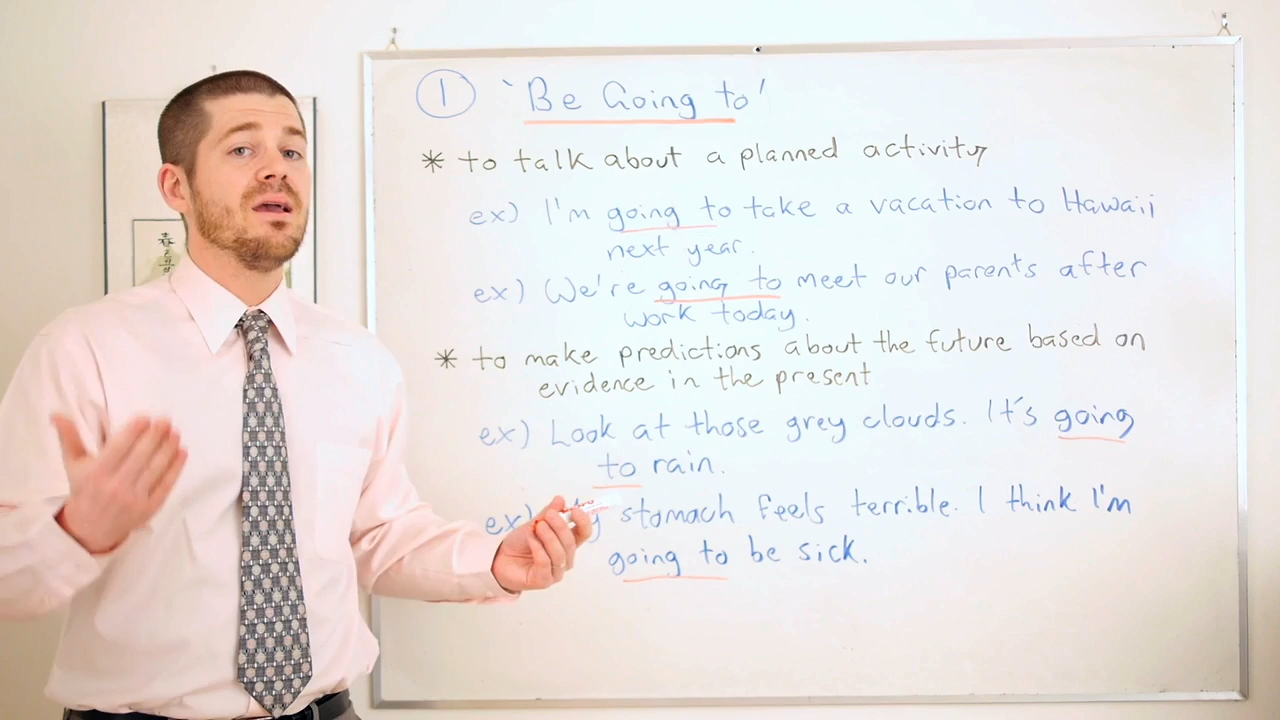 ① 'Be Going to'
* to talk about a planned activity
ex) I'm going to take a vacation to Hawaii
next year.
ex) We're going to meet our parents after
work today.
* to make predictions about the future based on
evidence in the present
ex) Look at those grey clouds. It's going
to rain.
ex) stomach feels terrible. I think I'm
going to be sick.
春